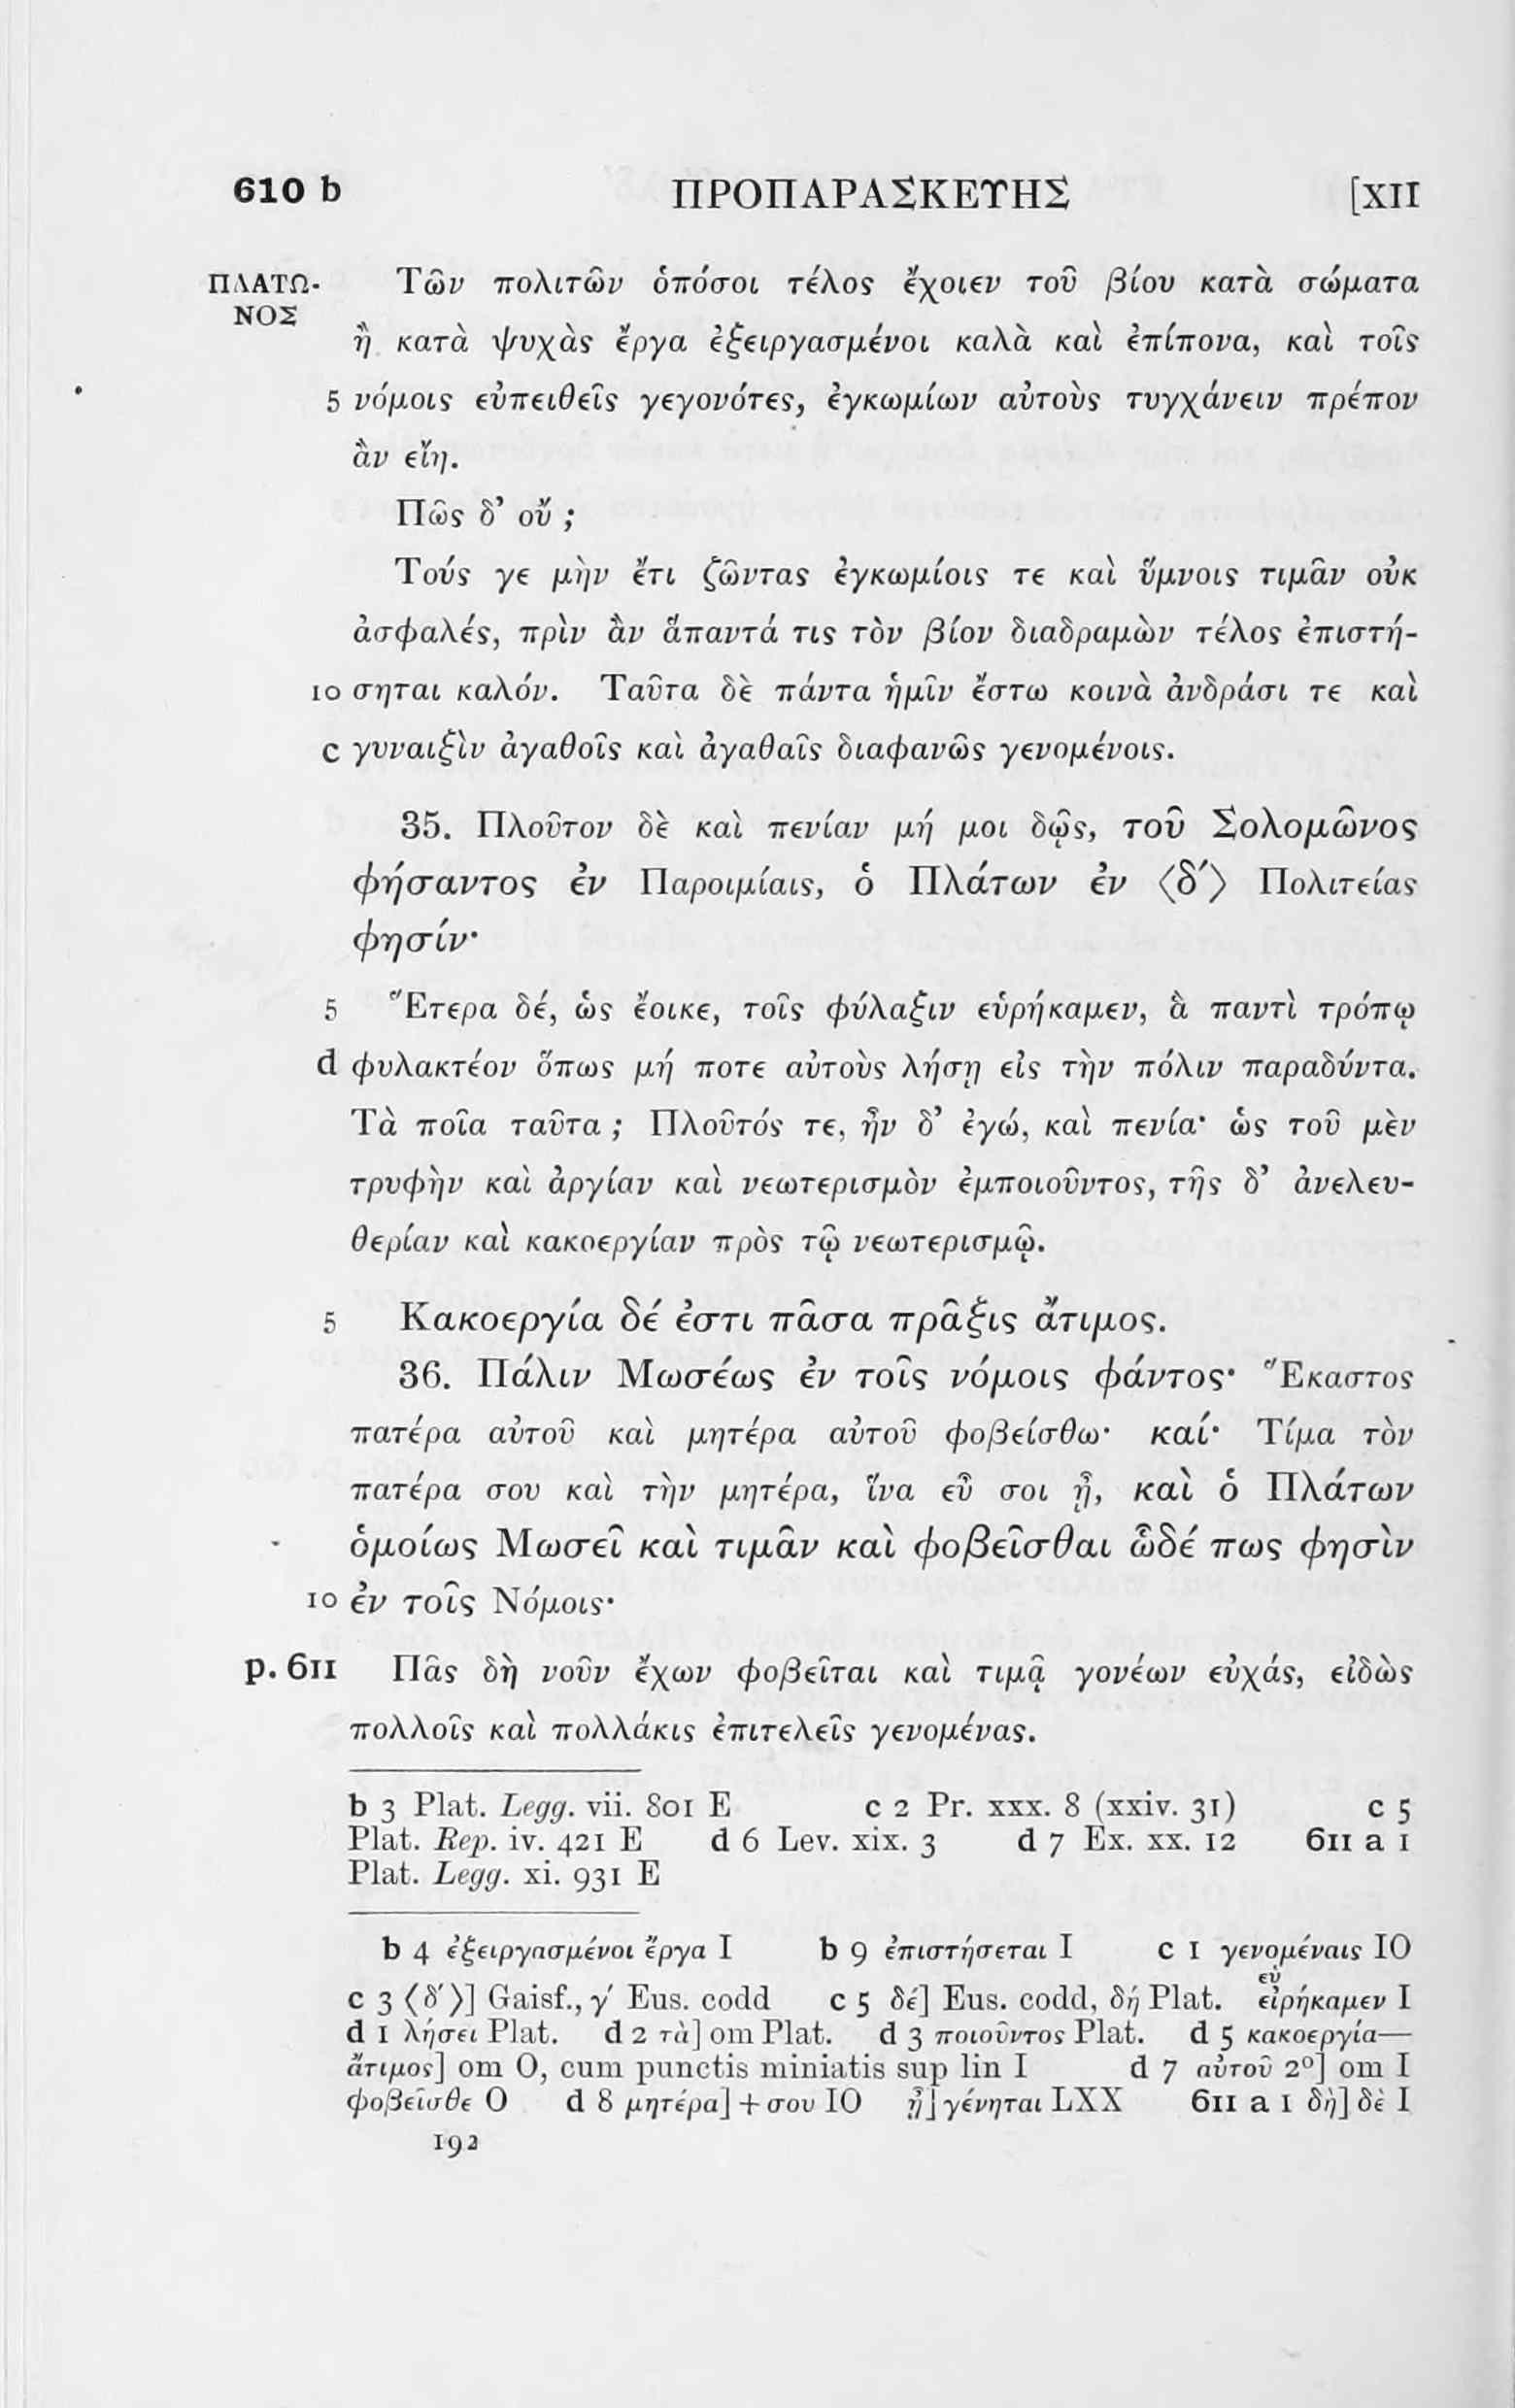 610 b ΠΡΟΠΑΡΑΣΚΕΥΗΣ [XII
ΠΛΑΤΩ- Τῶν πολιτῶν ὁπόσοι τέλος ἔχοιεν τοῦ βίου κατὰ σώματα
ΝΟΣ
ἢ κατὰ ψυχὰς ἔργα ἐξειργασμένοι καλὰ καὶ ἐπίπονα, καὶ τοῖς
5 νόμοις εὐπειθεῖς γεγονότες, ἐγκωμίων αὐτοὺς τυγχάνειν πρέπον
ἂν εἴη.
Πῶς δ’ οὔ ;
Τούς γε μὴν ἔτι ζῶντας ἐγκωμίοις τε καὶ ὕμνοις τιμᾶν οὐκ
ἀσφαλές, πρὶν ἂν ἅπαντά τις τὸν βίον διαδραμὼν τέλος ἐπιστή-
10 σηται καλόν. Ταῦτα δὲ πάντα ἡμῖν ἔστω κοινὰ ἀνδράσι τε καὶ
c γυναιξὶν ἀγαθοῖς καὶ ἀγαθαῖς διαφανῶς γενομένοις.
35. Πλοῦτον δὲ καὶ πενίαν μή μοι δῷς, τοῦ Σολομῶνος
φήσαντος ἐν Παροιμίαις, ὁ Πλάτων ἐν ⟨δ′⟩ Πολιτείας
φησίν·
5 Ἕτερα δέ, ὡς ἔοικε, τοῖς φύλαξιν εὑρήκαμεν, ἃ παντὶ τρόπῳ
d φυλακτέον ὅπως μή ποτε αὐτοὺς λήσῃ εἰς τὴν πόλιν παραδύντα.
Τὰ ποῖα ταῦτα ; Πλοῦτός τε, ἦν δ’ ἐγώ, καὶ πενία· ὡς τοῦ μὲν
τρυφὴν καὶ ἀργίαν καὶ νεωτερισμὸν ἐμποιοῦντος, τῆς δ’ ἀνελευ-
θερίαν καὶ κακοεργίαν πρὸς τῷ νεωτερισμῷ.
5 Κακοεργία δέ ἐστι πᾶσα πρᾶξις ἄτιμος.
36. Πάλιν Μωσέως ἐν τοῖς νόμοις φάντος· Ἕκαστος
πατέρα αὐτοῦ καὶ μητέρα αὐτοῦ φοβείσθω· καί· Τίμα τὸν
πατέρα σου καὶ τὴν μητέρα, ἵνα εὖ σοι ᾖ, καὶ ὁ Πλάτων
ὁμοίως Μωσεῖ καὶ τιμᾶν καὶ φοβεῖσθαι ὧδέ πως φησὶν
10 ἐν τοῖς Νόμοις·
p. 611 Πᾶς δὴ νοῦν ἔχων φοβεῖται καὶ τιμᾷ γονέων εὐχάς, εἰδὼς
πολλοῖς καὶ πολλάκις ἐπιτελεῖς γενομένας.
b 3 Plat. Legg. vii. 801 E c 2 Pr. xxx. 8 (xxiv. 31) c 5
Plat. Rep. iv. 421 E d 6 Lev. xix. 3 d 7 Ex. xx. 12 611 a 1
Plat. Legg. xi. 931 E
b 4 ἐξειργασμένοι ἔργα I b 9 ἐπιστήσεται I c 1 γενομέναις IO
c 3 ⟨δ′⟩] Gaisf., γ′ Eus. codd c 5 δέ] Eus. codd, δή Plat. εὑ εἰρήκαμεν I
d 1 λήσει Plat. d 2 τὰ] om Plat. d 3 ποιοῦντος Plat. d 5 κακοεργία—
ἄτιμος] om O, cum punctis miniatis sup lin I d 7 αὐτοῦ 2º] om I
φοβεῖσθε O d 8 μητέρα] + σου IO ᾖ] γένηται LXX 611 a 1 δὴ] δὲ I
192